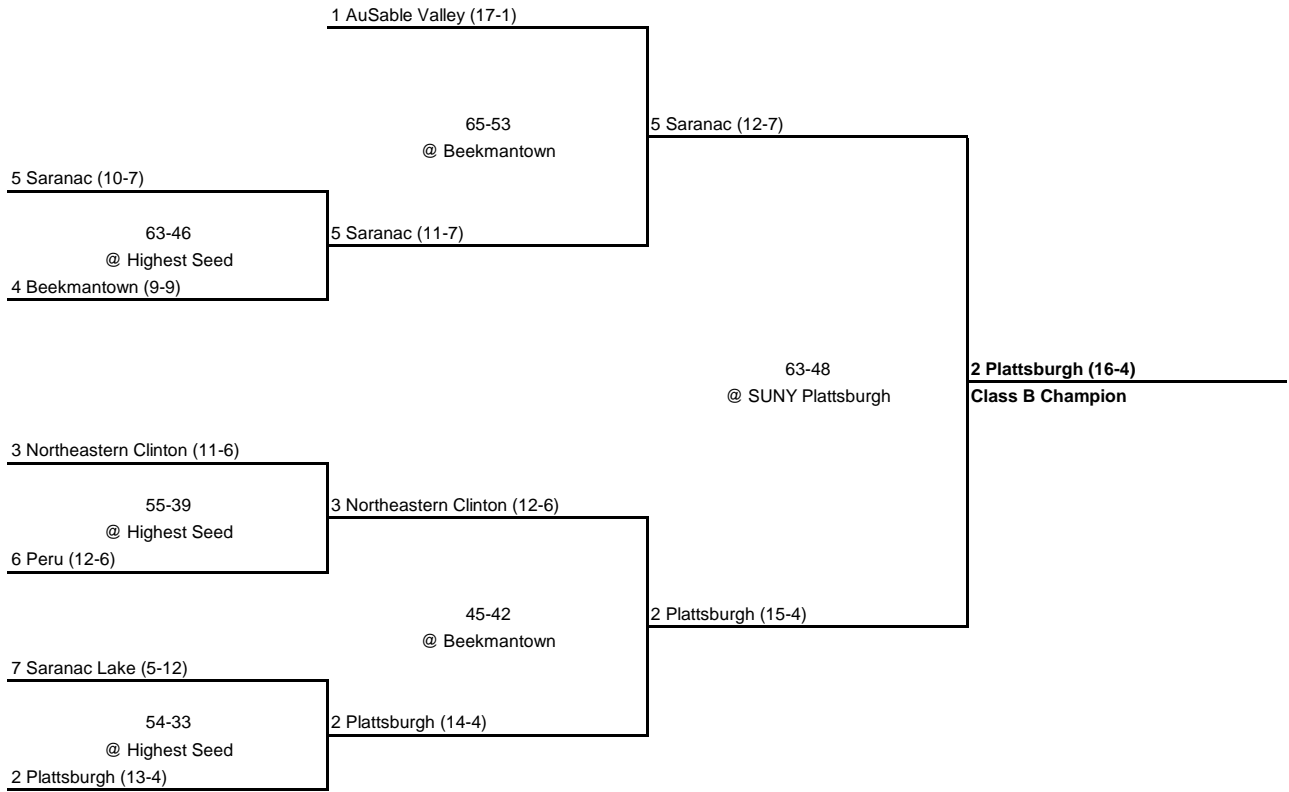 1 AuSable Valley (17-1)
65-53
@ Beekmantown
5 Saranac (12-7)
5 Saranac (10-7)
63-46
@ Highest Seed
5 Saranac (11-7)
4 Beekmantown (9-9)
63-48
@ SUNY Plattsburgh
2 Plattsburgh (16-4)
Class B Champion
3 Northeastern Clinton (11-6)
55-39
@ Highest Seed
3 Northeastern Clinton (12-6)
6 Peru (12-6)
45-42
@ Beekmantown
2 Plattsburgh (15-4)
7 Saranac Lake (5-12)
54-33
@ Highest Seed
2 Plattsburgh (14-4)
2 Plattsburgh (13-4)